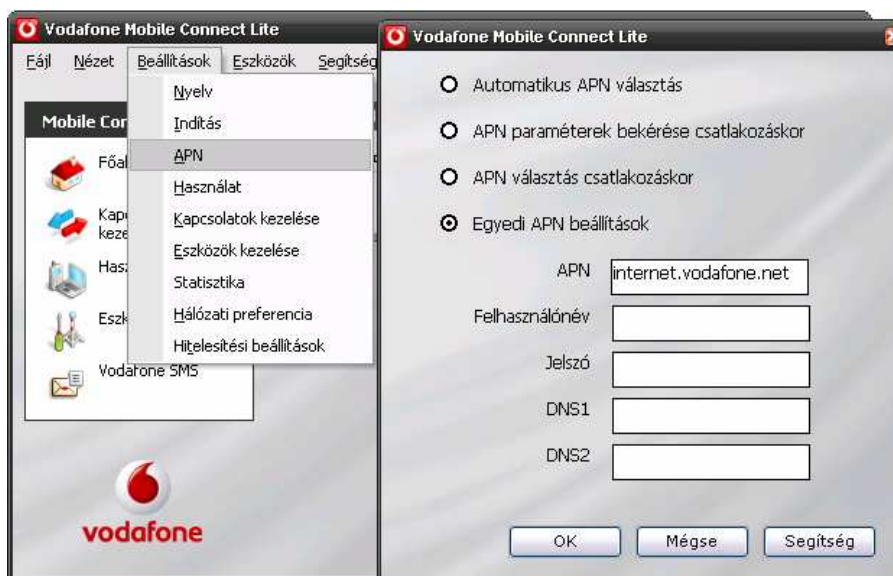 Vodafone Mobile Connect Lite
Fájl Nézet Beállítások Eszközök Segítség
Nyelv
Indítás
APN
Használat
Kapcsolatok kezelése
Eszközök kezelése
Statisztika
Hálózati preferencia
Hitelesítési beállítások
Mobile
Vodafone SMS
vodafone
Vodafone Mobile Connect Lite
Automatikus APN választás
APN paraméterek bekérése csatlakozáskor
APN választás csatlakozáskor
Egyedi APN beállítások
APN internet.vodafone.net
Felhasználónév
Jelszó
DNS1
DNS2
OK Mégse Segítség